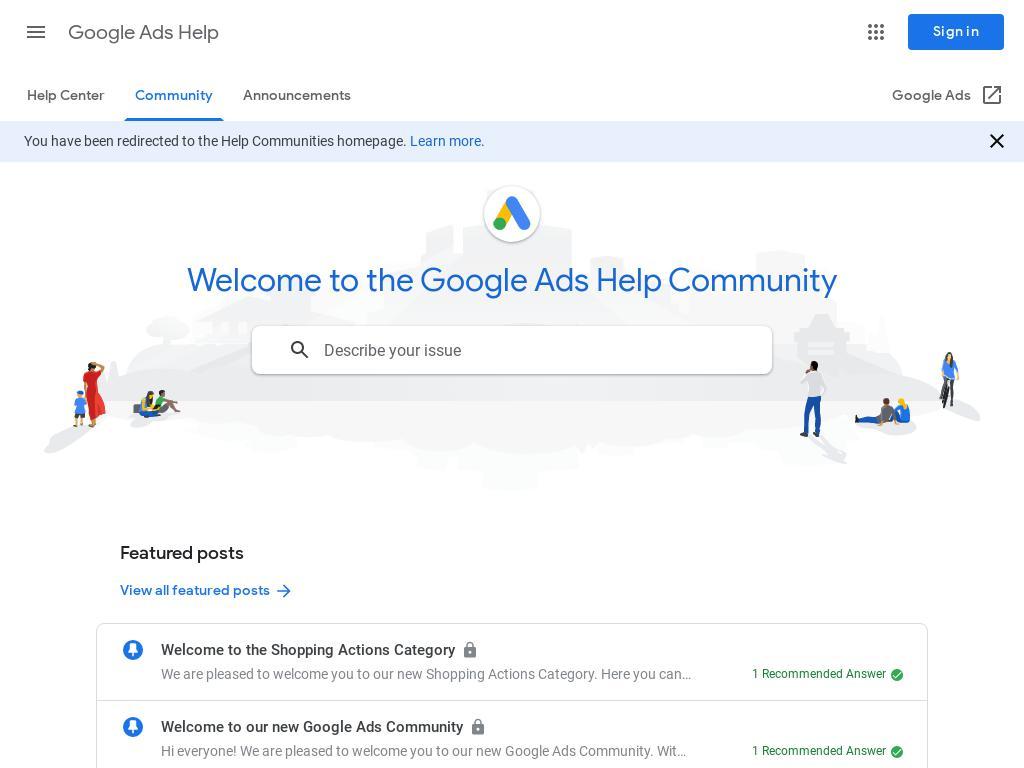 Google Ads Help
Sign in
Help Center
Community
Announcements
Google Ads
You have been redirected to the Help Communities homepage. Learn more.
Welcome to the Google Ads Help Community
Describe your issue
Featured posts
View all featured posts
Welcome to the Shopping Actions Category
We are pleased to welcome you to our new Shopping Actions Category. Here you can…
1 Recommended Answer
Welcome to our new Google Ads Community
Hi everyone! We are pleased to welcome you to our new Google Ads Community. Wit…
1 Recommended Answer